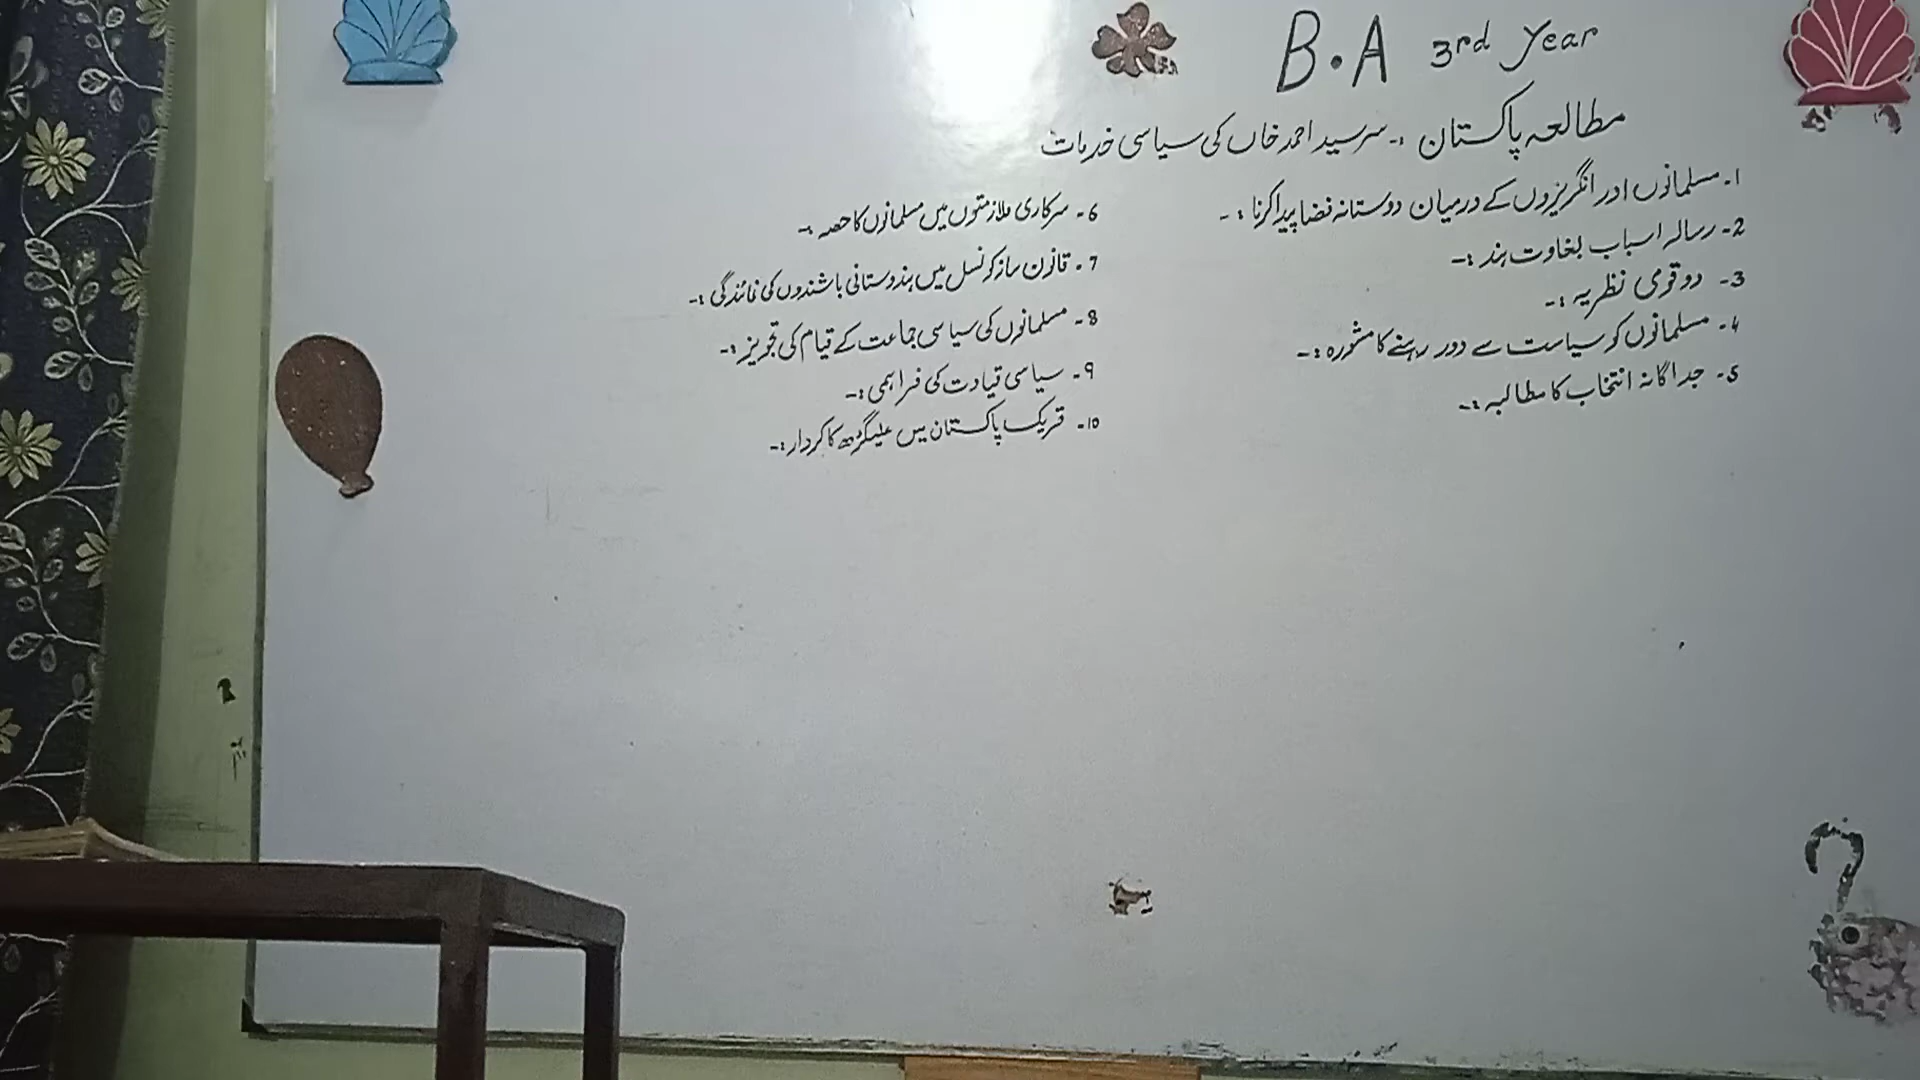 B.A 3rd Year
مطالعہ پاکستان :- سرسید احمد خاں کی سیاسی خدمات
1- مسلمانوں اور انگریزوں کے درمیان دوستانہ فضا پیدا کرنا :-
2- رسالہ اسباب بغاوت ہند :-
3- دو قومی نظریہ :-
4- مسلمانوں کو سیاست سے دور رہنے کا مشورہ :-
5- جداگانہ انتخاب کا مطالبہ :-
6- سرکاری ملازمتوں میں مسلمانوں کا حصہ :-
7- قانون ساز کونسل میں ہندوستانی باشندوں کی نمائندگی :-
8- مسلمانوں کی سیاسی جماعت کے قیام کی تجویز :-
9- سیاسی قیادت کی فراہمی :-
10- تحریک پاکستان میں علیگڑھ کا کردار :-